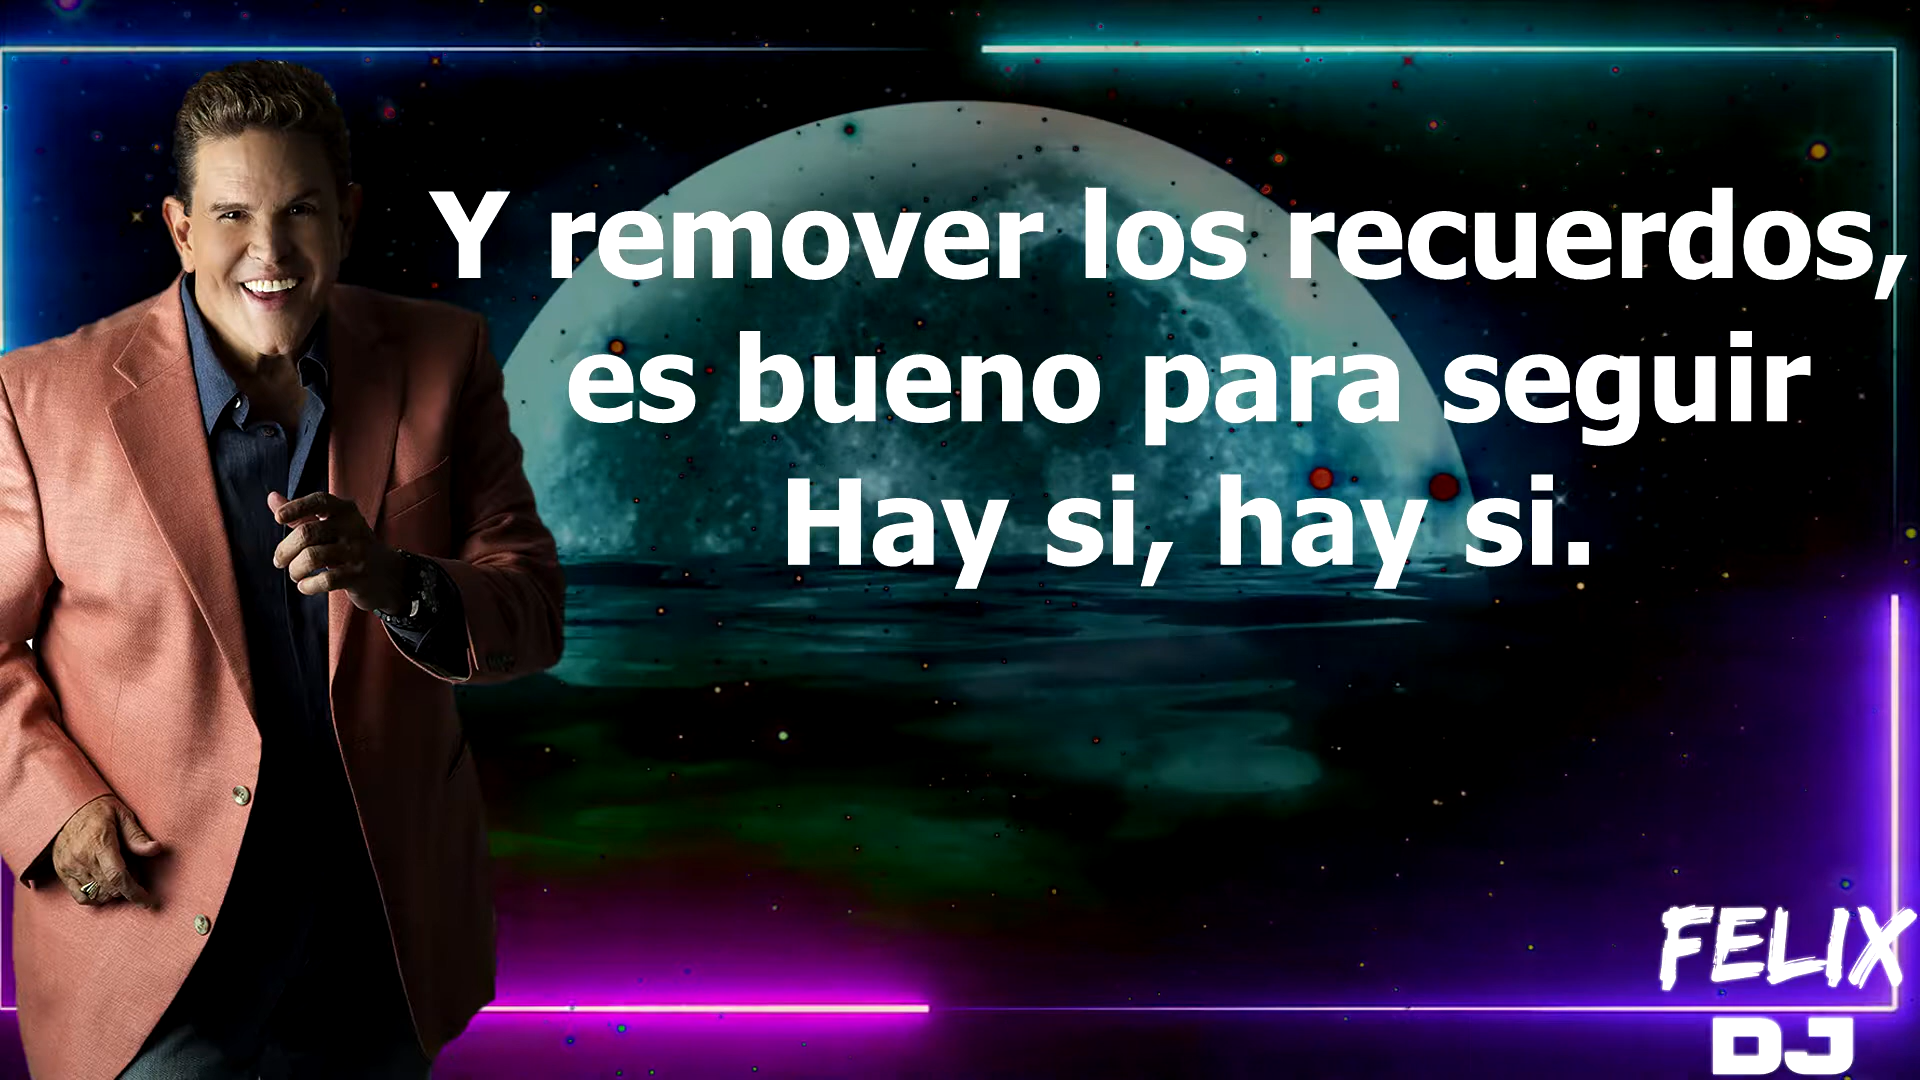 Y remover los recuerdos,
es bueno para seguir
Hay si, hay si.
FELIX
DJ